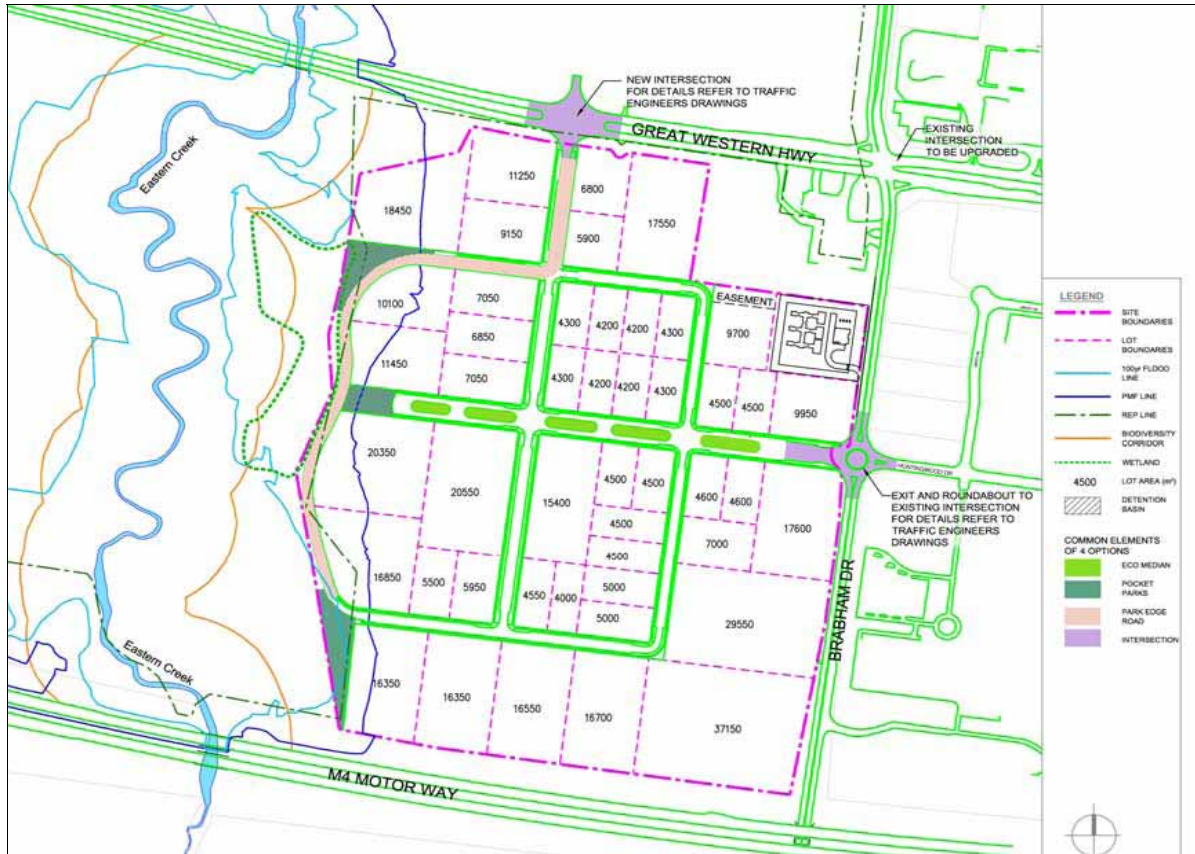 NEW INTERSECTION
FOR DETAILS REFER TO TRAFFIC
ENGINEERS DRAWINGS
GREAT WESTERN HWY
EXISTING
INTERSECTION
TO BE UPGRADED
Eastern Creek
18450
11250
6800
17550
9150
5900
10100
7050
4300
4200
4200
4300
EASEMENT
9700
11450
6850
7050
4300
4200
4200
4300
4500
4500
9950
20350
20550
15400
4500
4500
4500
4500
4600
4600
17600
7000
HUNTINGWOOD DR
EXIT AND ROUNDABOUT TO
EXISTING INTERSECTION
FOR DETAILS REFER TO
TRAFFIC ENGINEERS
DRAWINGS
16850
5500
5950
4550
4000
5000
5000
29550
BRABHAM DR
Eastern Creek
16350
16350
16550
16700
37150
M4 MOTOR WAY
LEGEND
SITE
BOUNDARIES
LOT
BOUNDARIES
100yr FLOOD
LINE
PMF LINE
REP LINE
BIODIVERSITY
CORRIDOR
WETLAND
4500 LOT AREA (m²)
DETENTION
BASIN
COMMON ELEMENTS
OF 4 OPTIONS
ECO MEDIAN
POCKET
PARKS
PARK EDGE
ROAD
INTERSECTION